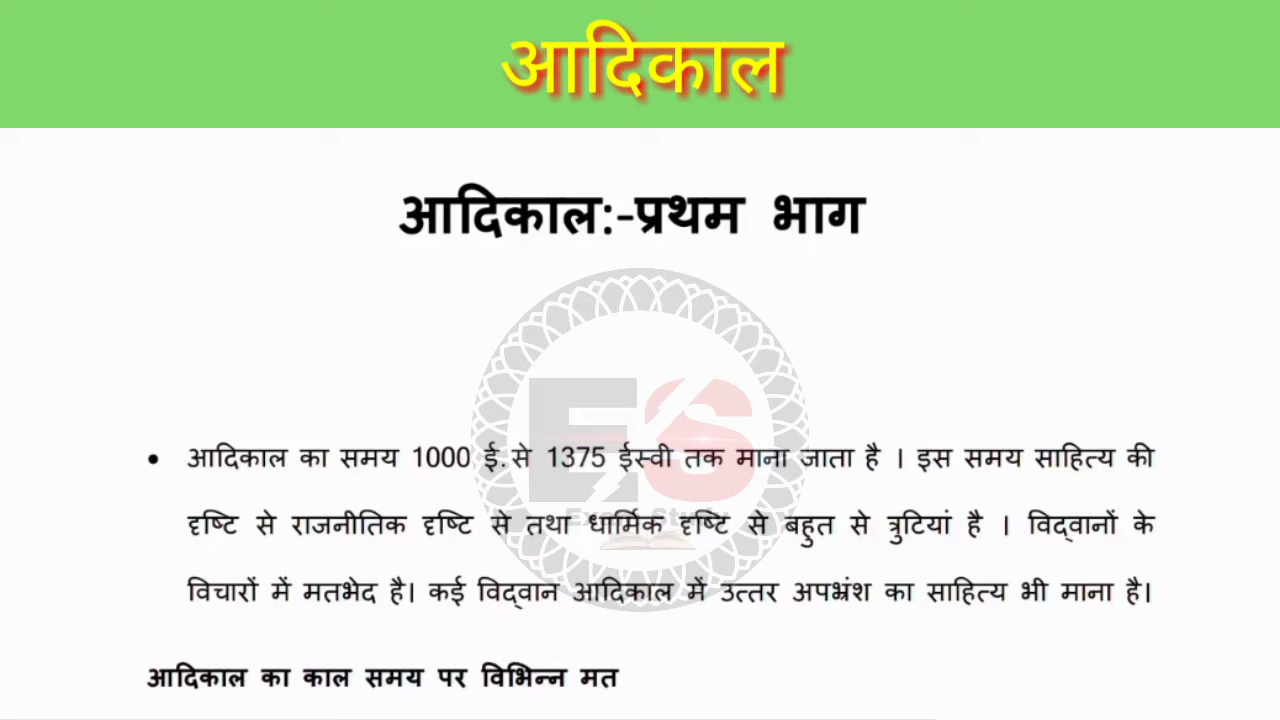 आदिकाल
आदिकाल:-प्रथम भाग
• आदिकाल का समय 1000 ई. से 1375 ईस्वी तक माना जाता है । इस समय साहित्य की
दृष्टि से राजनीतिक दृष्टि से तथा धार्मिक दृष्टि से बहुत से त्रुटियां है । विद्वानों के
विचारों में मतभेद है। कई विद्वान आदिकाल में उत्तर अपभ्रंश का साहित्य भी माना है।
आदिकाल का काल समय पर विभिन्न मत
ES